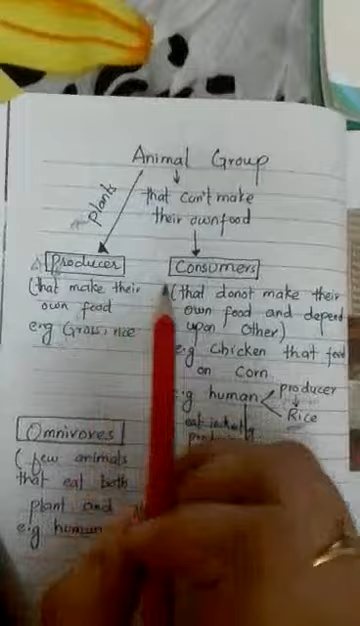 Animal Group
plants
that can't make
their own food
Producer
(that make their
own food
e.g Grass, rice
Consumers
(that donot make their
own food and depend
upon other)
e.g Chicken that feed
on Corn.
e.g human
producer
Rice
Omnivores
(few animals
that eat both
plant and
e.g human